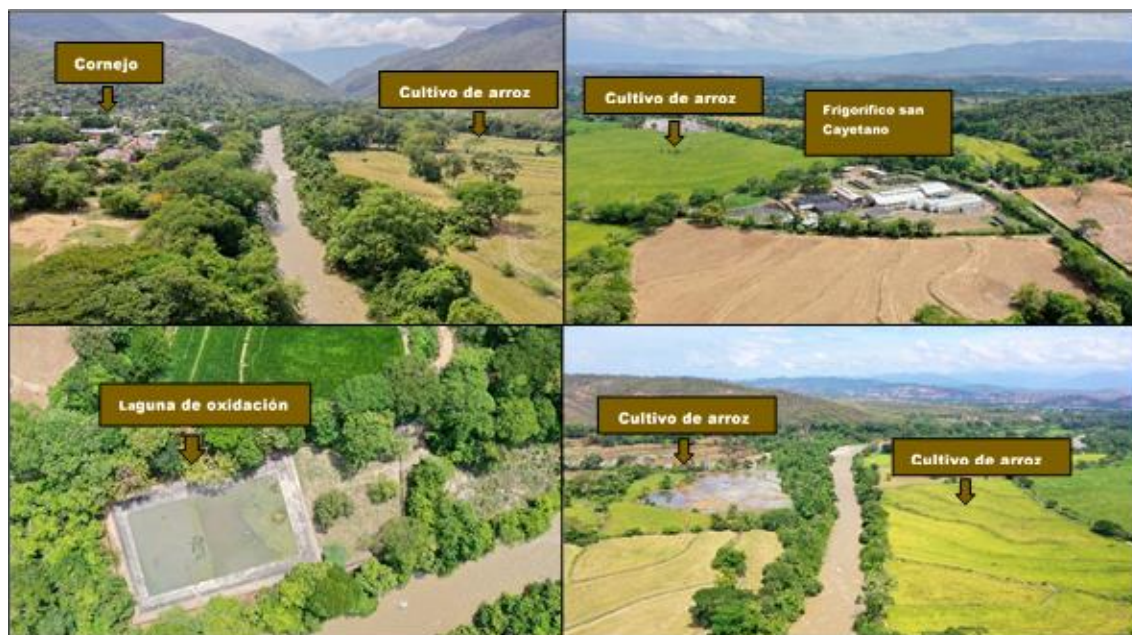 Cornejo
Cultivo de arroz
Cultivo de arroz
Frigorífico san
Cayetano
Laguna de oxidación
Cultivo de arroz
Cultivo de arroz